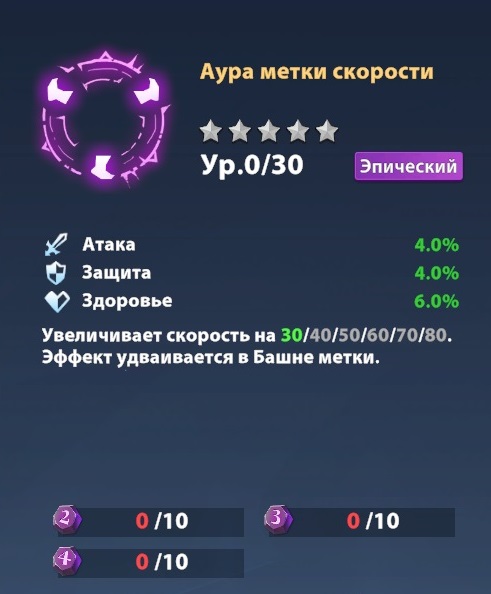 Аура метки скорости
Ур.0/30
Эпический
Атака 4.0%
Защита 4.0%
Здоровье 6.0%
Увеличивает скорость на 30/40/50/60/70/80.
Эффект удваивается в Башне метки.
2 0 /10 3 0 /10
4 0 /10